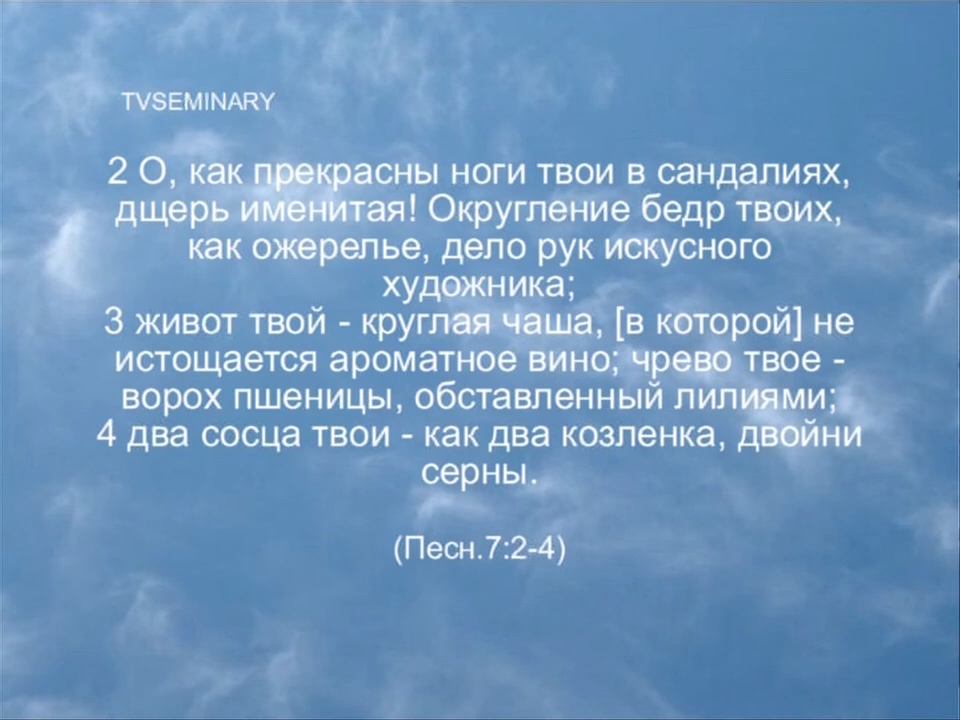 TVSEMINARY
2 О, как прекрасны ноги твои в сандалиях,
дщерь именитая! Округление бедр твоих,
как ожерелье, дело рук искусного
художника;
3 живот твой - круглая чаша, [в которой] не
истощается ароматное вино; чрево твое -
ворох пшеницы, обставленный лилиями;
4 два сосца твои - как два козленка, двойни
серны.
(Песн.7:2-4)